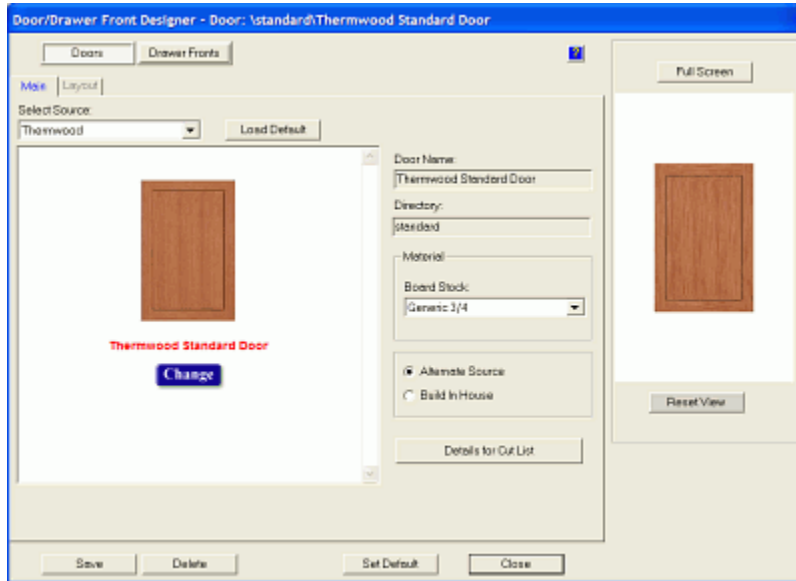 Door/Drawer Front Designer - Door: \standard\Thermwood Standard Door
Doors
Drawer Fronts
?
Full Screen
Main
Layout
Select Source:
Thermwood
Load Default
Door Name:
Thermwood Standard Door
Directory:
standard
Material
Board Stock:
Generic 3/4
Thermwood Standard Door
Change
Alternate Source
Build In House
Reset View
Details for Cut List
Save
Delete
Set Default
Close